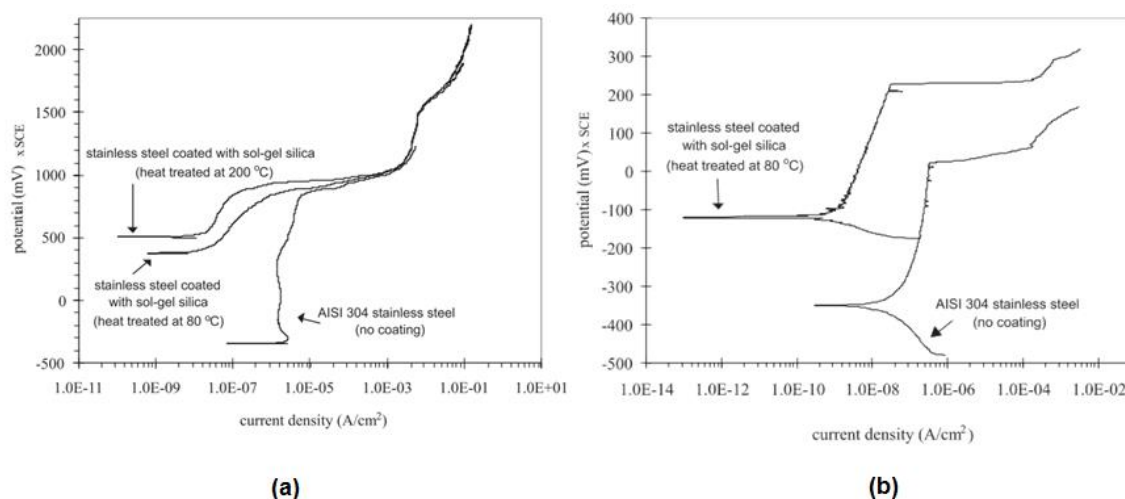 2000
1500
1000
500
0
-500
potential (mV) x SCE
stainless steel coated with sol-gel silica
(heat treated at 200 °C)
stainless steel coated
with sol-gel silica
(heat treated at 80 °C)
AISI 304 stainless steel
(no coating)
1.0E-11 1.0E-09 1.0E-07 1.0E-05 1.0E-03 1.0E-01 1.0E+01
current density (A/cm²)
(a)
400
300
200
100
0
-100
-200
-300
-400
-500
potential (mV) x SCE
stainless steel coated
with sol-gel silica
(heat treated at 80 °C)
AISI 304 stainless steel
(no coating)
1.0E-14 1.0E-12 1.0E-10 1.0E-08 1.0E-06 1.0E-04 1.0E-02
current density (A/cm²)
(b)